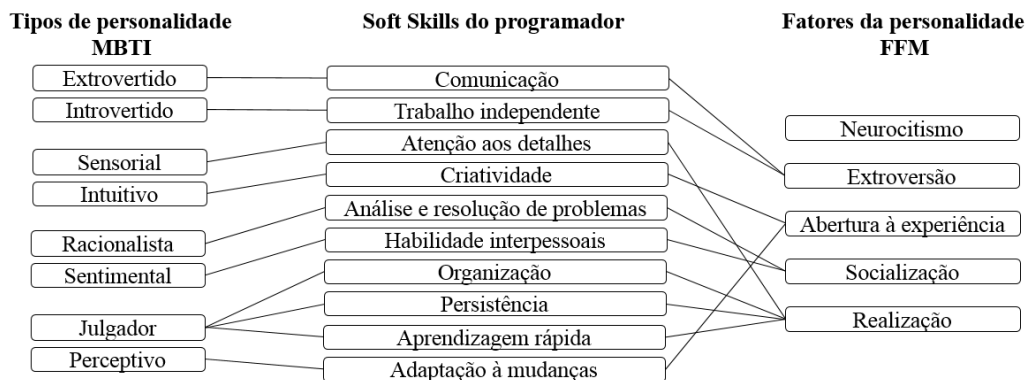 Tipos de personalidade
MBTI
Extrovertido
Introvertido
Sensorial
Intuitivo
Racionalista
Sentimental
Julgador
Perceptivo
Soft Skills do programador
Comunicação
Trabalho independente
Atenção aos detalhes
Criatividade
Análise e resolução de problemas
Habilidade interpessoais
Organização
Persistência
Aprendizagem rápida
Adaptação à mudanças
Fatores da personalidade
FFM
Neurocitismo
Extroversão
Abertura à experiência
Socialização
Realização